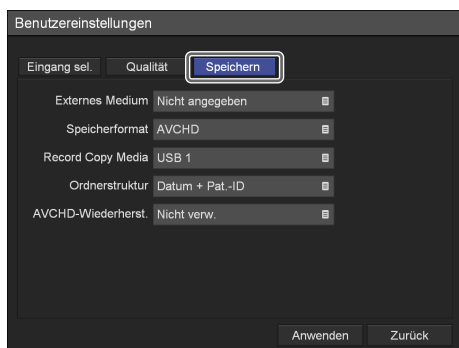 Benutzereinstellungen
Eingang sel. Qualität Speichern
Externes Medium Nicht angegeben
Speicherformat AVCHD
Record Copy Media USB 1
Ordnerstruktur Datum + Pat.-ID
AVCHD-Wiederherst. Nicht verw.
Anwenden Zurück